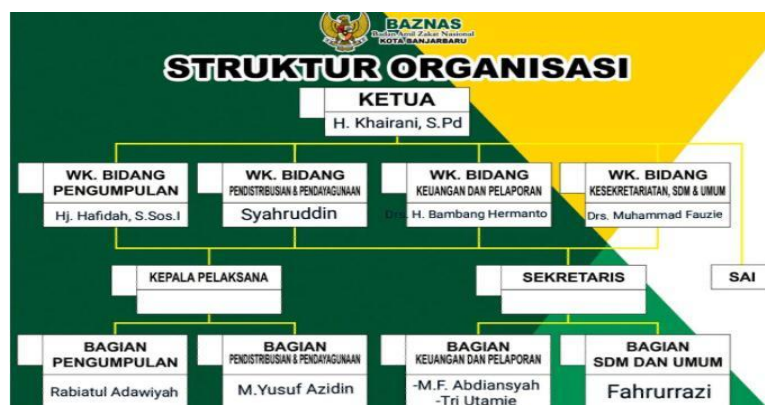 BAZNAS
Badan Amil Zakat Nasional
KOTA BANJARBARU
STRUKTUR ORGANISASI
KETUA
H. Khairani, S.Pd
WK. BIDANG
PENGUMPULAN
Hj. Hafidah, S.Sos.I
WK. BIDANG
PENDISTRIBUSIAN & PENDAYAGUNAAN
Syahruddin
WK. BIDANG
KEUANGAN DAN PELAPORAN
Drs. H. Bambang Hermanto
WK. BIDANG
KESEKRETARIATAN, SDM & UMUM
Drs. Muhammad Fauzie
KEPALA PELAKSANA
SEKRETARIS
SAI
BAGIAN
PENGUMPULAN
Rabiatul Adawiyah
BAGIAN
PENDISTRIBUSIAN & PENDAYAGUNAAN
M.Yusuf Azidin
BAGIAN
KEUANGAN DAN PELAPORAN
-M.F. Abdiansyah
-Tri Utamie
BAGIAN
SDM DAN UMUM
Fahrurrazi